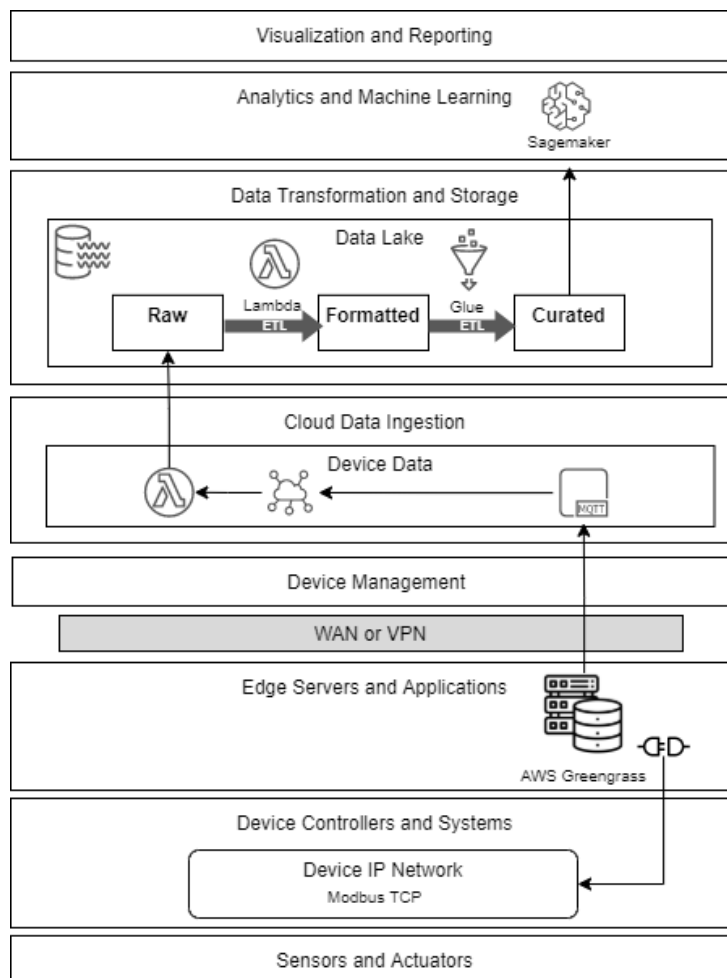 Visualization and Reporting
Analytics and Machine Learning
Sagemaker
Data Transformation and Storage
Data Lake
Lambda
Glue
Raw
ETL
Formatted
ETL
Curated
Cloud Data Ingestion
Device Data
MQTT
Device Management
WAN or VPN
Edge Servers and Applications
AWS Greengrass
Device Controllers and Systems
Device IP Network
Modbus TCP
Sensors and Actuators